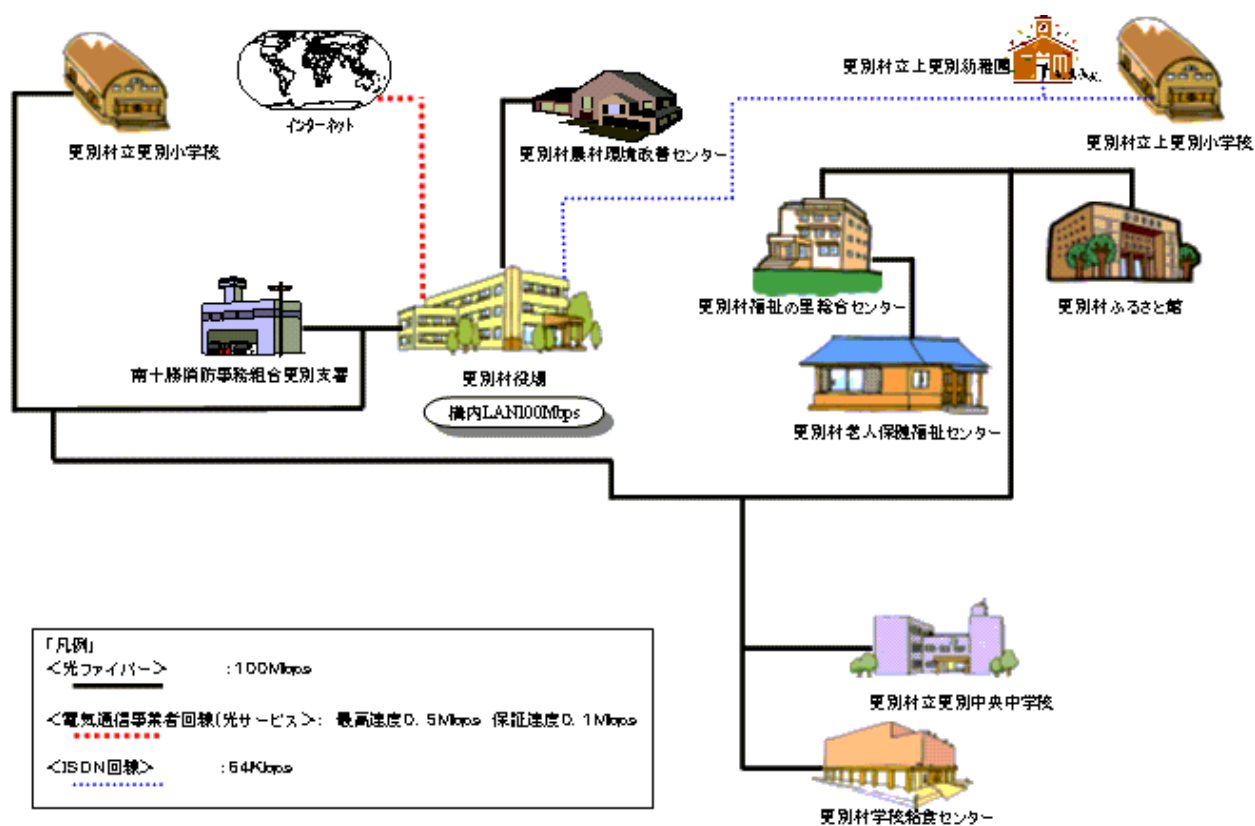 更別村立上更別幼稚園
インターネット
更別村立更別小学校
更別村農村環境改善センター
更別村立上更別小学校
更別村福祉の里総合センター
更別村ふるさと館
南十勝消防事務組合更別支署
更別村役場
構内LAN100Mbps
更別村老人保健福祉センター
更別村立更別中央中学校
更別村学校給食センター
「凡例」
＜光ファイバー＞ :100Mbps
＜電気通信事業者回線(光サービス＞: 最高速度0．5Mbps 保証速度0．1Mbps
＜ISDN回線＞ :64Kbps